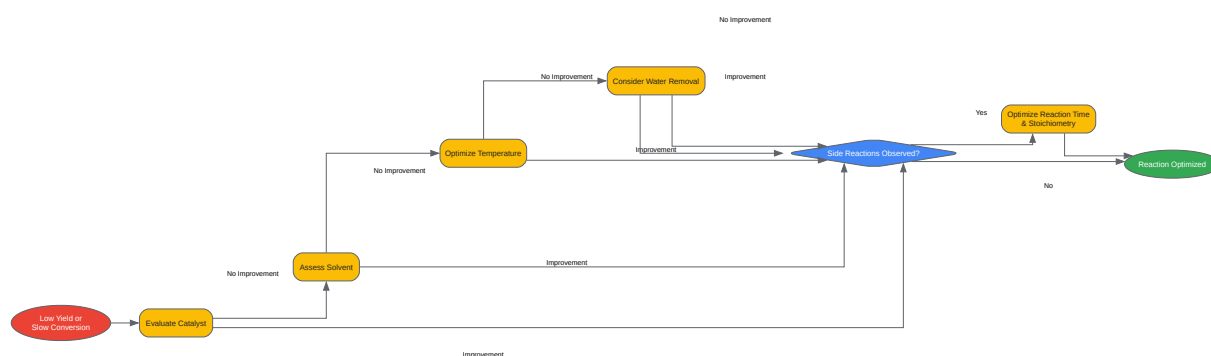 No Improvement
No Improvement
Consider Water Removal
Improvement
Yes
Optimize Reaction Time
& Stoichiometry
Optimize Temperature
Improvement
Side Reactions Observed?
Reaction Optimized
No Improvement
No
No Improvement
Assess Solvent
Improvement
Low Yield or
Slow Conversion
Evaluate Catalyst
Improvement